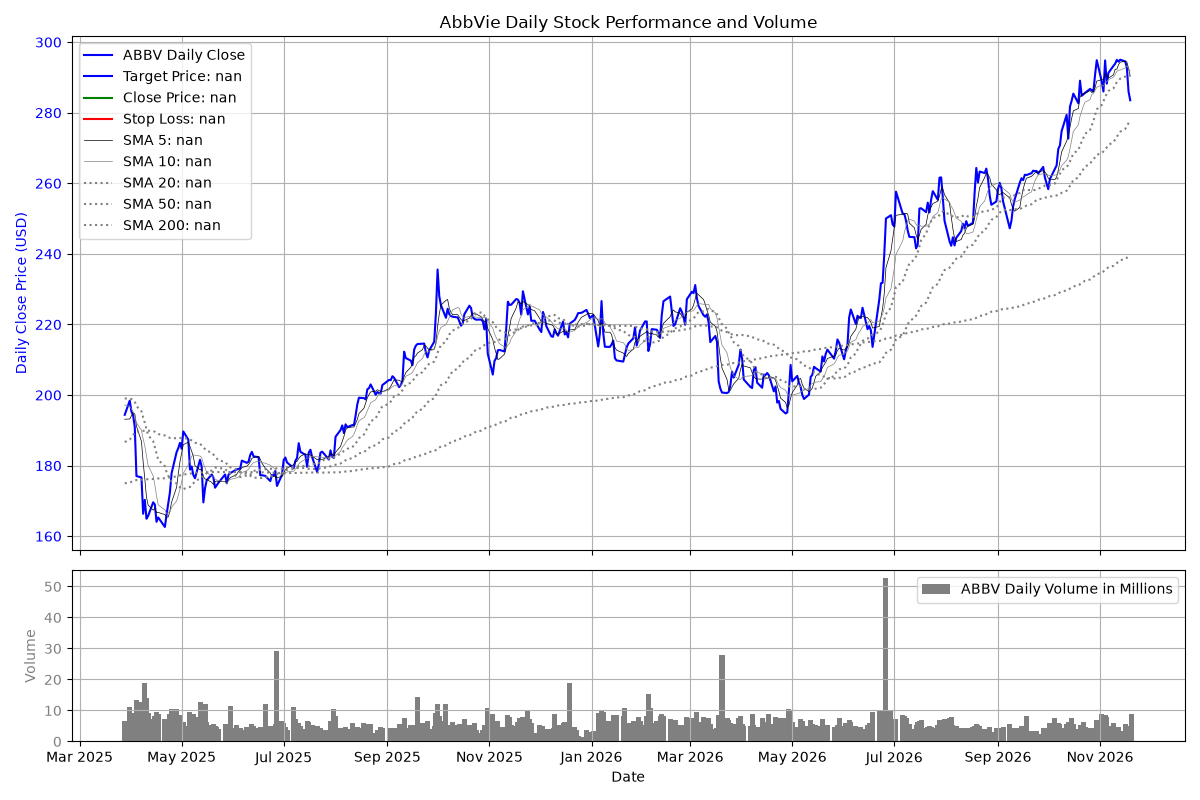 AbbVie Daily Stock Performance and Volume
Daily Close Price (USD)
300
280
260
240
220
200
180
160
ABBV Daily Close
Target Price: nan
Close Price: nan
Stop Loss: nan
SMA 5: nan
SMA 10: nan
SMA 20: nan
SMA 50: nan
SMA 200: nan
Volume
50
40
30
20
10
0
ABBV Daily Volume in Millions
Mar 2025 May 2025 Jul 2025 Sep 2025 Nov 2025 Jan 2026 Mar 2026 May 2026 Jul 2026 Sep 2026 Nov 2026
Date